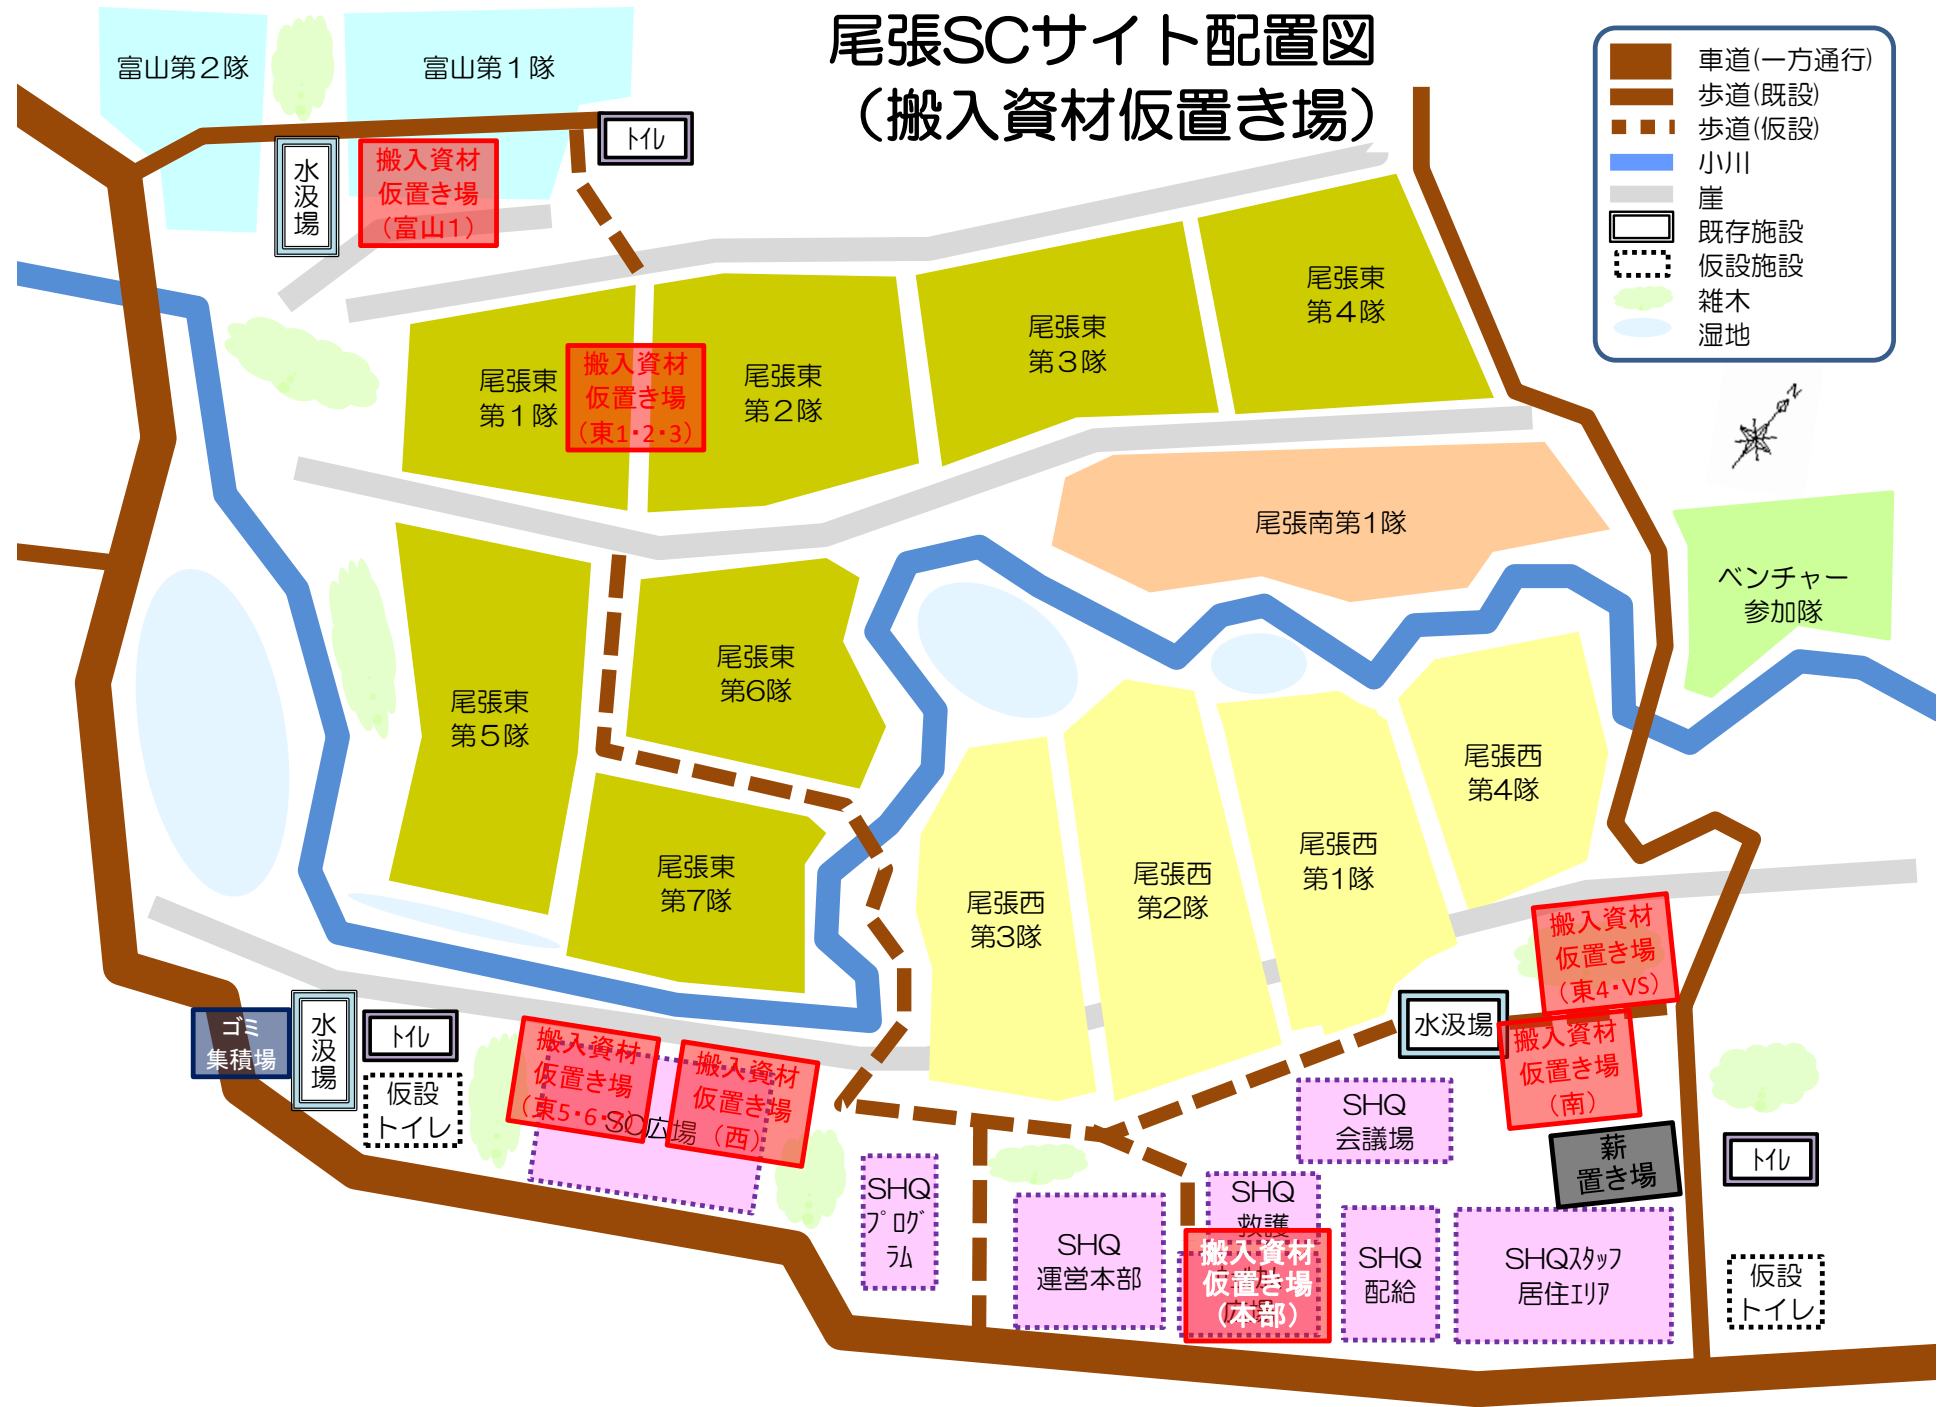 尾張SCサイト配置図
（搬入資材仮置き場）
車道(一方通行)
歩道(既設)
歩道(仮設)
小川
崖
既存施設
仮設施設
雑木
湿地
N
富山第２隊
富山第１隊
水汲場
搬入資材
仮置き場
（富山1）
ﾄｲﾚ
尾張東
第１隊
搬入資材
仮置き場
（東1・2・3）
尾張東
第２隊
尾張東
第３隊
尾張東
第４隊
尾張南第１隊
ベンチャー
参加隊
尾張東
第５隊
尾張東
第6隊
尾張東
第7隊
尾張西
第3隊
尾張西
第２隊
尾張西
第１隊
尾張西
第４隊
搬入資材
仮置き場
（東4・VS）
水汲場
搬入資材
仮置き場
（南）
薪
置き場
ﾄｲﾚ
仮設
トイレ
ゴミ
集積場
水汲場
ﾄｲﾚ
仮設
トイレ
搬入資材
仮置き場
（東5・6・7）
搬入資材
仮置き場
（西）
SC広場
SHQ
ﾌﾟﾛｸﾞ
ﾗﾑ
SHQ
運営本部
SHQ
救護
搬入資材
仮置き場
（本部）
広場
SHQ
会議場
SHQ
配給
SHQｽﾀｯﾌ
居住ｴﾘｱ